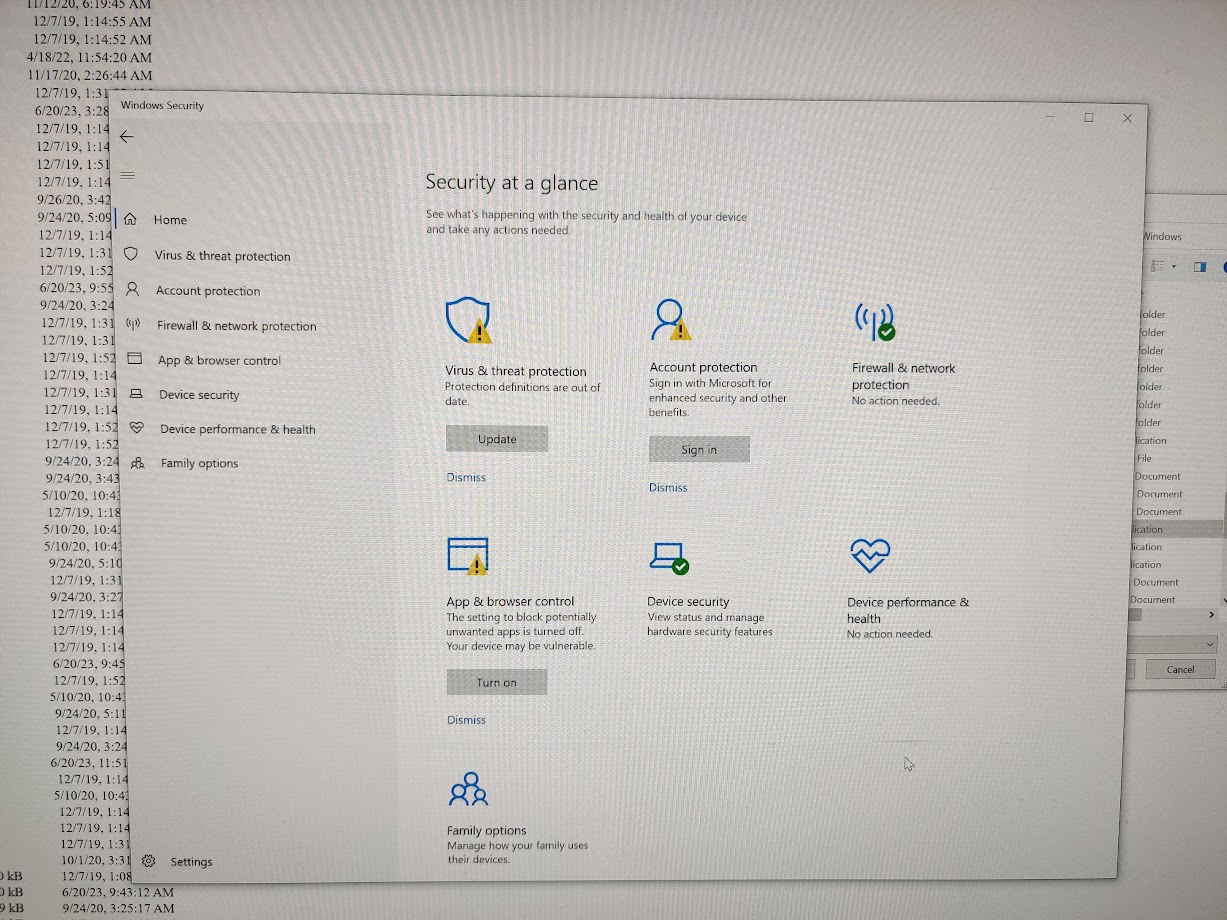 11/12/20, 6:19:45 AM
12/7/19, 1:14:55 AM
12/7/19, 1:14:52 AM
4/18/22, 11:54:20 AM
11/17/20, 2:26:44 AM
12/7/19, 1:31
6/20/23, 3:28
12/7/19, 1:14
12/7/19, 1:14
12/7/19, 1:51
12/7/19, 1:14
9/26/20, 3:42
9/24/20, 5:09
12/7/19, 1:14
12/7/19, 1:31
12/7/19, 1:52
6/20/23, 9:55
9/24/20, 3:24
12/7/19, 1:31
12/7/19, 1:31
12/7/19, 1:52
12/7/19, 1:14
12/7/19, 1:31
12/7/19, 1:14
12/7/19, 1:52
12/7/19, 1:52
9/24/20, 3:24
9/24/20, 3:43
5/10/20, 10:43
12/7/19, 1:18
5/10/20, 10:43
5/10/20, 10:43
9/24/20, 5:10
12/7/19, 1:31
9/24/20, 3:27
12/7/19, 1:14
12/7/19, 1:14
12/7/19, 1:14
6/20/23, 9:45
12/7/19, 1:52
5/10/20, 10:43
9/24/20, 5:11
12/7/19, 1:14
9/24/20, 3:24
6/20/23, 11:51
12/7/19, 1:14
5/10/20, 10:43
12/7/19, 1:14
12/7/19, 1:14
12/7/19, 1:31
10/1/20, 3:31
0 kB 12/7/19, 1:08
0 kB 6/20/23, 9:43:12 AM
9 kB 9/24/20, 3:25:17 AM
Windows Security
Home
Virus & threat protection
Account protection
Firewall & network protection
App & browser control
Device security
Device performance & health
Family options
Settings
Security at a glance
See what's happening with the security and health of your device
and take any actions needed.
Virus & threat protection
Protection definitions are out of
date.
Update
Dismiss
Account protection
Sign in with Microsoft for
enhanced security and other
benefits.
Sign in
Dismiss
Firewall & network
protection
No action needed.
App & browser control
The setting to block potentially
unwanted apps is turned off.
Your device may be vulnerable.
Turn on
Dismiss
Device security
View status and manage
hardware security features
Device performance &
health
No action needed.
Family options
Manage how your family uses
their devices.
Windows
older
older
older
older
older
older
older
lication
File
Document
Document
Document
lication
lication
lication
Document
Document
Cancel